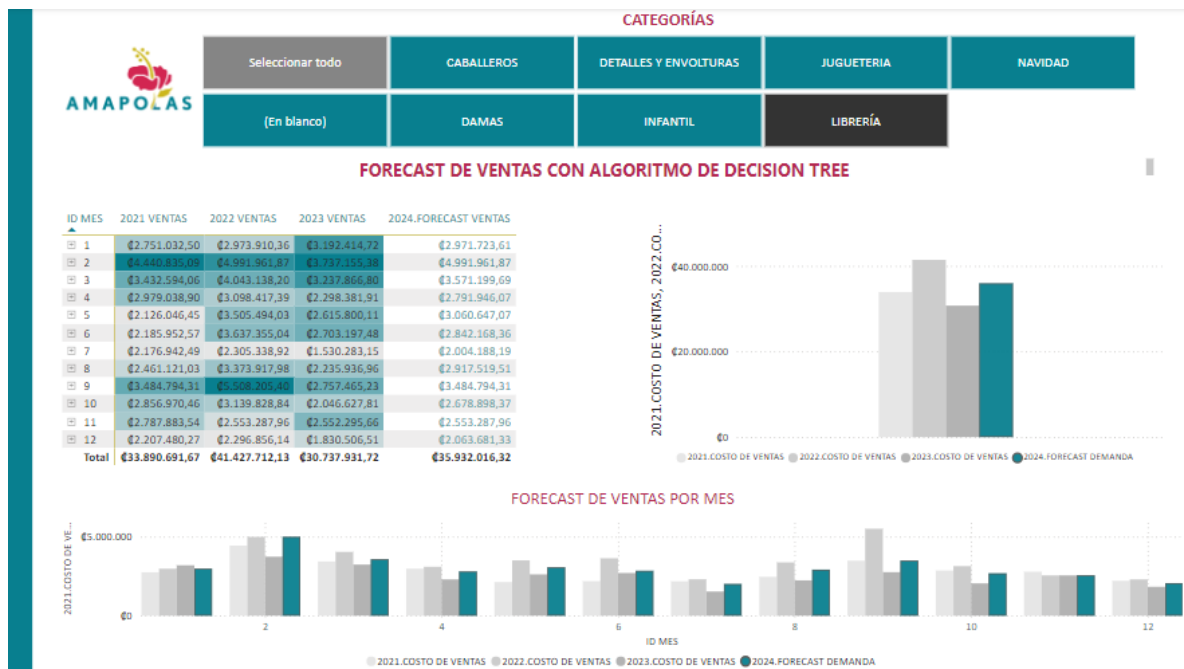 CATEGORÍAS
AMAPOLAS
Seleccionar todo CABALLEROS DETALLES Y ENVOLTURAS JUGUETERIA NAVIDAD
(En blanco) DAMAS INFANTIL LIBRERÍA
FORECAST DE VENTAS CON ALGORITMO DE DECISION TREE
ID MES 2021 VENTAS 2022 VENTAS 2023 VENTAS 2024.FORECAST VENTAS
1 ₡2.751.032,50 ₡2.973.910,36 ₡3.192.414,72 ₡2.971.723,61
2 ₡4.440.835,09 ₡4.991.961,87 ₡3.737.155,38 ₡4.991.961,87
3 ₡3.432.594,06 ₡4.043.138,20 ₡3.237.866,80 ₡3.571.199,69
4 ₡2.979.038,90 ₡3.098.417,39 ₡2.298.381,91 ₡2.791.946,07
5 ₡2.126.046,45 ₡3.505.494,03 ₡2.615.800,11 ₡3.060.647,07
6 ₡2.185.952,57 ₡3.637.355,04 ₡2.703.197,48 ₡2.842.168,36
7 ₡2.176.942,49 ₡2.305.338,92 ₡1.530.283,15 ₡2.004.188,19
8 ₡2.461.121,03 ₡3.373.917,98 ₡2.235.936,96 ₡2.917.519,51
9 ₡3.484.794,31 ₡5.508.205,40 ₡2.757.465,23 ₡3.484.794,31
10 ₡2.856.970,46 ₡3.139.828,84 ₡2.046.627,81 ₡2.678.898,37
11 ₡2.787.883,54 ₡2.553.287,96 ₡2.552.295,66 ₡2.553.287,96
12 ₡2.207.480,27 ₡2.296.856,14 ₡1.830.506,51 ₡2.063.681,33
Total ₡33.890.691,67 ₡41.427.712,13 ₡30.737.931,72 ₡35.932.016,32
2021.COSTO DE VENTAS, 2022.CO...
₡40.000.000
₡20.000.000
₡0
2021.COSTO DE VENTAS 2022.COSTO DE VENTAS 2023.COSTO DE VENTAS 2024.FORECAST DEMANDA
FORECAST DE VENTAS POR MES
2021.COSTO DE VE...
₡5.000.000
₡0
2 4 6 8 10 12
ID MES
2021.COSTO DE VENTAS 2022.COSTO DE VENTAS 2023.COSTO DE VENTAS 2024.FORECAST DEMANDA